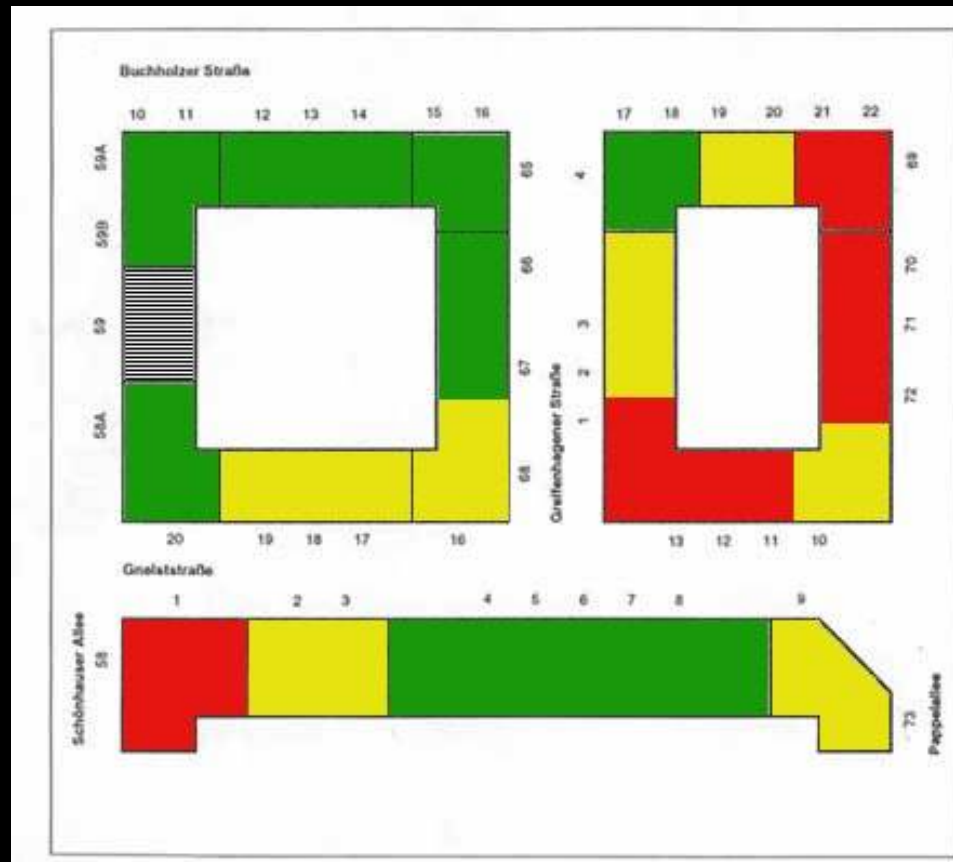 Buchholzer Straße
10 11 12 13 14 15 16 17 18 19 20 21 22
59A
59B
59
58A
65
66
67
68
Greifenhagener Straße
4
3
2
1
69
70
71
72
20 19 18 17 16 13 12 11 10
Gneiststraße
1 2 3 4 5 6 7 8 9
Schönhauser Allee
58
73
Pappelallee